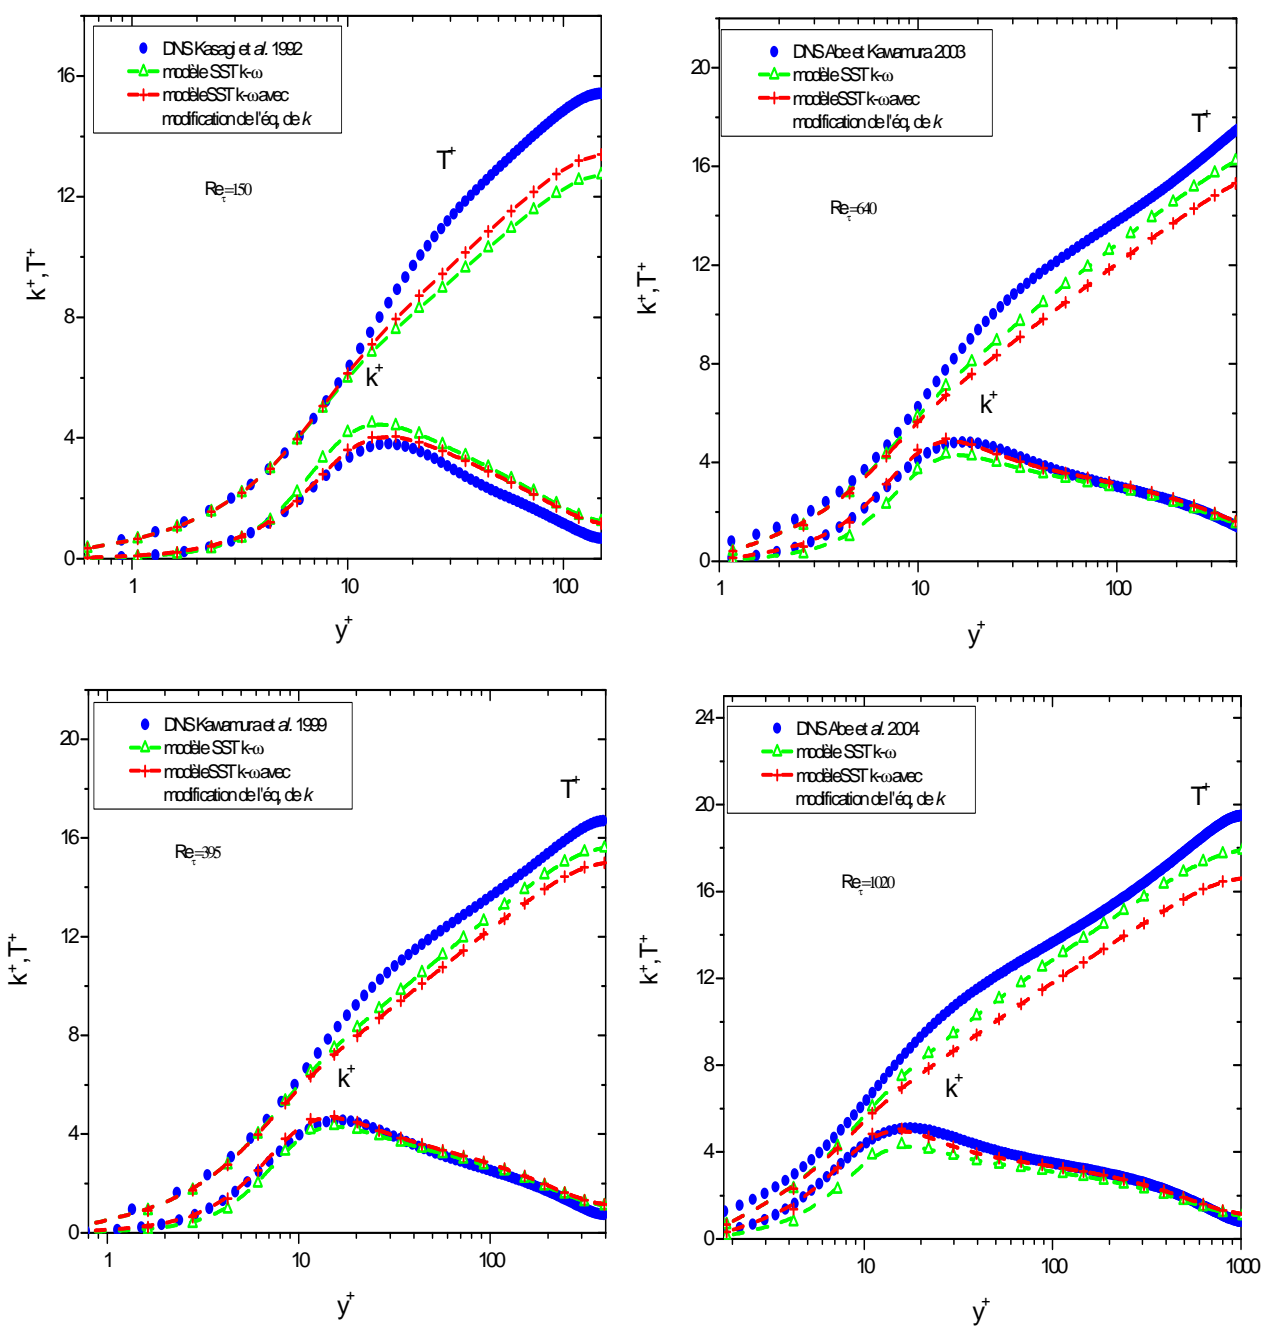 DNS Kasagi et al. 1992
modèle SST k-ω
modèle SST k-ω avec
modification de l'éq, de k
Reτ=150
T+
k+
k+,T+
16
12
8
4
0
1
10
100
y+
DNS Abe et Kawamura 2003
modèle SST k-ω
modèle SST k-ω avec
modification de l'éq, de k
Reτ=640
T+
k+
k+,T+
20
16
12
8
4
0
1
10
100
y+
DNS Kawamura et al. 1999
modèle SST k-ω
modèle SST k-ω avec
modification de l'éq, de k
Reτ=395
T+
k+
k+,T+
20
16
12
8
4
0
1
10
100
y+
DNS Abe et al. 2004
modèle SST k-ω
modèle SST k-ω avec
modification de l'éq, de k
Reτ=1020
T+
k+
k+,T+
24
20
16
12
8
4
0
10
100
1000
y+